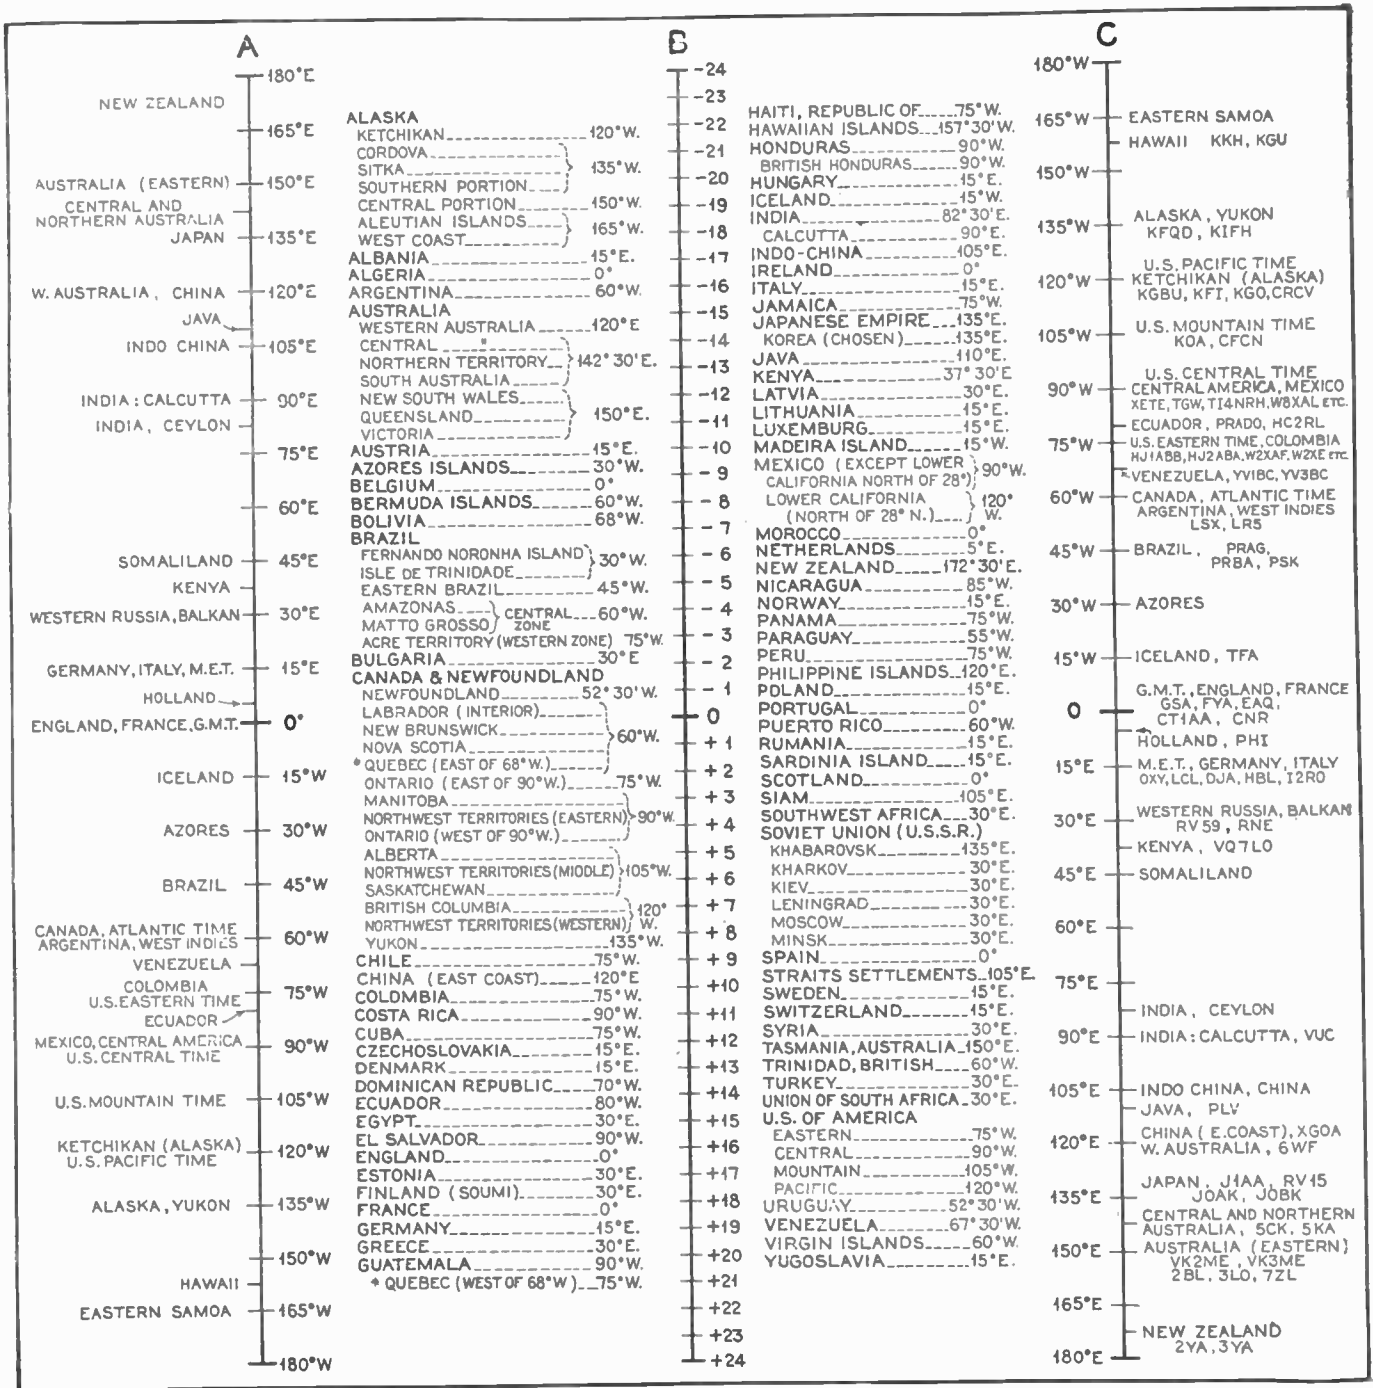 A
180°E
NEW ZEALAND
165°E
AUSTRALIA (EASTERN)
150°E
CENTRAL AND
NORTHERN AUSTRALIA
JAPAN
135°E
W. AUSTRALIA, CHINA
120°E
JAVA
INDO CHINA
105°E
INDIA: CALCUTTA
90°E
INDIA, CEYLON
75°E
60°E
SOMALILAND
45°E
KENYA
WESTERN RUSSIA, BALKAN
30°E
GERMANY, ITALY, M.E.T.
15°E
HOLLAND
ENGLAND, FRANCE, G.M.T.
0°
ICELAND
15°W
AZORES
30°W
BRAZIL
45°W
CANADA, ATLANTIC TIME
ARGENTINA, WEST INDIES
60°W
VENEZUELA
COLOMBIA
U.S. EASTERN TIME
75°W
ECUADOR
MEXICO, CENTRAL AMERICA
U.S. CENTRAL TIME
90°W
U.S. MOUNTAIN TIME
105°W
KETCHIKAN (ALASKA)
U.S. PACIFIC TIME
120°W
ALASKA, YUKON
135°W
150°W
HAWAII
EASTERN SAMOA
165°W
180°W
ALASKA
KETCHIKAN 120°W.
CORDOVA
SITKA 135°W.
SOUTHERN PORTION
CENTRAL PORTION 150°W.
ALEUTIAN ISLANDS
WEST COAST 165°W.
ALBANIA 15°E.
ALGERIA 0°
ARGENTINA 60°W.
AUSTRALIA
WESTERN AUSTRALIA 120°E
CENTRAL "
NORTHERN TERRITORY 142°30'E.
SOUTH AUSTRALIA
NEW SOUTH WALES
QUEENSLAND 150°E.
VICTORIA
AUSTRIA 15°E.
AZORES ISLANDS 30°W.
BELGIUM 0°
BERMUDA ISLANDS 60°W.
BOLIVIA 68°W.
BRAZIL
FERNANDO NORONHA ISLAND
ISLE DE TRINIDADE 30°W.
EASTERN BRAZIL 45°W.
AMAZONAS
MATTO GROSSO CENTRAL ZONE 60°W.
ACRE TERRITORY (WESTERN ZONE) 75°W.
BULGARIA 30°E
CANADA & NEWFOUNDLAND
NEWFOUNDLAND 52°30'W.
LABRADOR (INTERIOR)
NEW BRUNSWICK
NOVA SCOTIA 60°W.
* QUEBEC (EAST OF 68°W.)
ONTARIO (EAST OF 90°W.) 75°W.
MANITOBA
NORTHWEST TERRITORIES (EASTERN) 90°W.
ONTARIO (WEST OF 90°W.)
ALBERTA
NORTHWEST TERRITORIES (MIDDLE) 105°W.
SASKATCHEWAN
BRITISH COLUMBIA 120°
NORTHWEST TERRITORIES (WESTERN) W.
YUKON 135°W.
CHILE 75°W.
CHINA (EAST COAST) 120°E
COLOMBIA 75°W.
COSTA RICA 90°W.
CUBA 75°W.
CZECHOSLOVAKIA 15°E.
DENMARK 15°E.
DOMINICAN REPUBLIC 70°W.
ECUADOR 80°W.
EGYPT 30°E.
EL SALVADOR 90°W.
ENGLAND 0°
ESTONIA 30°E.
FINLAND (SOUMI) 30°E.
FRANCE 0°
GERMANY 15°E.
GREECE 30°E.
GUATEMALA 90°W.
* QUEBEC (WEST OF 68°W) 75°W.
B
-24
-23
-22
-21
-20
-19
-18
-17
-16
-15
-14
-13
-12
-11
-10
-9
-8
-7
-6
-5
-4
-3
-2
-1
0
+1
+2
+3
+4
+5
+6
+7
+8
+9
+10
+11
+12
+13
+14
+15
+16
+17
+18
+19
+20
+21
+22
+23
+24
HAITI, REPUBLIC OF 75°W.
HAWAIIAN ISLANDS 157°30'W.
HONDURAS 90°W.
BRITISH HONDURAS 90°W.
HUNGARY 15°E.
ICELAND 15°W.
INDIA 82°30'E.
CALCUTTA 90°E.
INDO-CHINA 105°E.
IRELAND 0°
ITALY 15°E.
JAMAICA 75°W.
JAPANESE EMPIRE 135°E.
KOREA (CHOSEN) 135°E.
JAVA 110°E.
KENYA 37°30'E
LATVIA 30°E.
LITHUANIA 15°E.
LUXEMBURG 15°E.
MADEIRA ISLAND 15°W.
MEXICO (EXCEPT LOWER
CALIFORNIA NORTH OF 28°) 90°W.
LOWER CALIFORNIA 120°
(NORTH OF 28°N.) W.
MOROCCO 0°
NETHERLANDS 5°E.
NEW ZEALAND 172°30'E.
NICARAGUA 85°W.
NORWAY 15°E.
PANAMA 75°W.
PARAGUAY 55°W.
PERU 75°W.
PHILIPPINE ISLANDS 120°E.
POLAND 15°E.
PORTUGAL 0°
PUERTO RICO 60°W.
RUMANIA 15°E.
SARDINIA ISLAND 15°E.
SCOTLAND 0°
SIAM 105°E.
SOUTHWEST AFRICA 30°E.
SOVIET UNION (U.S.S.R.)
KHABAROVSK 135°E.
KHARKOV 30°E.
KIEV 30°E.
LENINGRAD 30°E.
MOSCOW 30°E.
MINSK 30°E.
SPAIN 0°
STRAITS SETTLEMENTS 105°E.
SWEDEN 15°E.
SWITZERLAND 15°E.
SYRIA 30°E.
TASMANIA, AUSTRALIA 150°E.
TRINIDAD, BRITISH 60°W.
TURKEY 30°E.
UNION OF SOUTH AFRICA 30°E.
U.S. OF AMERICA
EASTERN 75°W.
CENTRAL 90°W.
MOUNTAIN 105°W.
PACIFIC 120°W.
URUGUAY 52°30'W.
VENEZUELA 67°30'W.
VIRGIN ISLANDS 60°W.
YUGOSLAVIA 15°E.
C
180°W
165°W
EASTERN SAMOA
HAWAII KKH, KGU
150°W
135°W
ALASKA, YUKON
KFQD, KIFH
U.S. PACIFIC TIME
120°W
KETCHIKAN (ALASKA)
KGBU, KFI, KGO, CRCV
105°W
U.S. MOUNTAIN TIME
KOA, CFCN
U.S. CENTRAL TIME
90°W
CENTRAL AMERICA, MEXICO
XETE, TGW, TI4NRH, W8XAL ETC.
ECUADOR, PRADO, HC2RL
75°W
U.S. EASTERN TIME, COLOMBIA
HJ1ABB, HJ2ABA, W2XAF, W2XE ETC
VENEZUELA, YV1BC, YV3BC
60°W
CANADA, ATLANTIC TIME
ARGENTINA, WEST INDIES
LSX, LR5
45°W
BRAZIL, PRAG,
PRBA, PSK
30°W
AZORES
15°W
ICELAND, TFA
G.M.T., ENGLAND, FRANCE
0
GSA, FYA, EAQ,
CT1AA, CNR
HOLLAND, PHI
15°E
M.E.T., GERMANY, ITALY
OXY, LCL, DJA, HBL, I2RO
30°E
WESTERN RUSSIA, BALKAN
RV59, RNE
KENYA, VQ7LO
45°E
SOMALILAND
60°E
75°E
INDIA, CEYLON
90°E
INDIA: CALCUTTA, VUC
105°E
INDO CHINA, CHINA
JAVA, PLV
120°E
CHINA (E. COAST), XGOA
W. AUSTRALIA, 6WF
135°E
JAPAN, J1AA, RV15
JOAK, JOBK
CENTRAL AND NORTHERN
AUSTRALIA, 5CK, 5KA
150°E
AUSTRALIA (EASTERN)
VK2ME, VK3ME
2BL, 3LO, 7ZL
165°E
NEW ZEALAND
2YA, 3YA
180°E